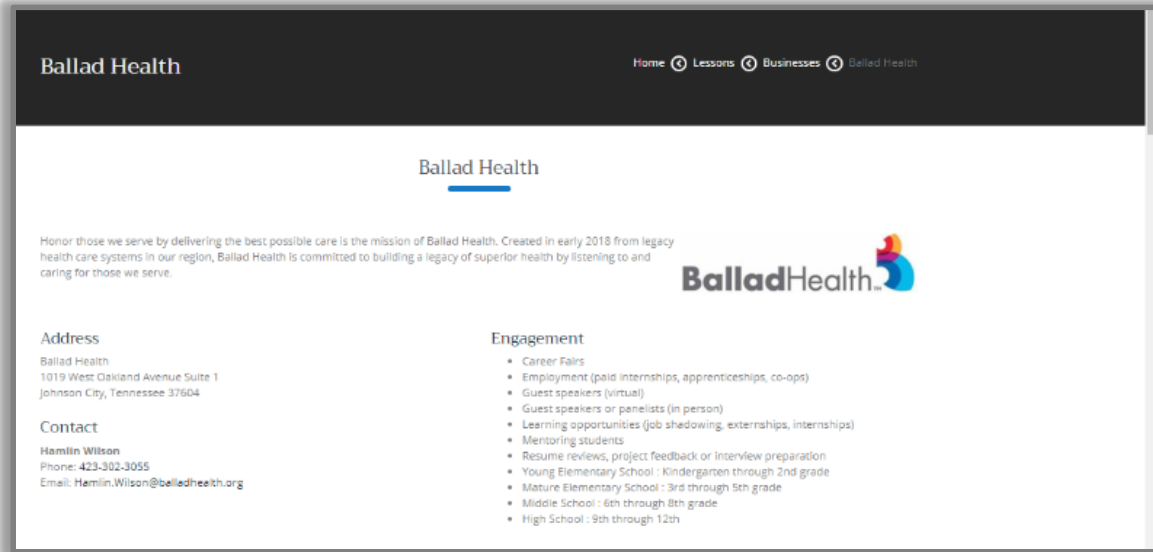 Ballad Health
Home Lessons Businesses Ballad Health
Ballad Health
Honor those we serve by delivering the best possible care is the mission of Ballad Health. Created in early 2018 from legacy
health care systems in our region, Ballad Health is committed to building a legacy of superior health by listening to and
caring for those we serve.
BalladHealth
Address
Ballad Health
1019 West Oakland Avenue Suite 1
Johnson City, Tennessee 37604
Contact
Hamlin Wilson
Phone: 423-302-3055
Email: Hamlin.Wilson@balladhealth.org
Engagement
• Career Fairs
• Employment (paid internships, apprenticeships, co-ops)
• Guest speakers (virtual)
• Guest speakers or panelists (in person)
• Learning opportunities (job shadowing, externships, internships)
• Mentoring students
• Resume reviews, project feedback or interview preparation
• Young Elementary School : Kindergarten through 2nd grade
• Mature Elementary School : 3rd through 5th grade
• Middle School : 6th through 8th grade
• High School : 9th through 12th